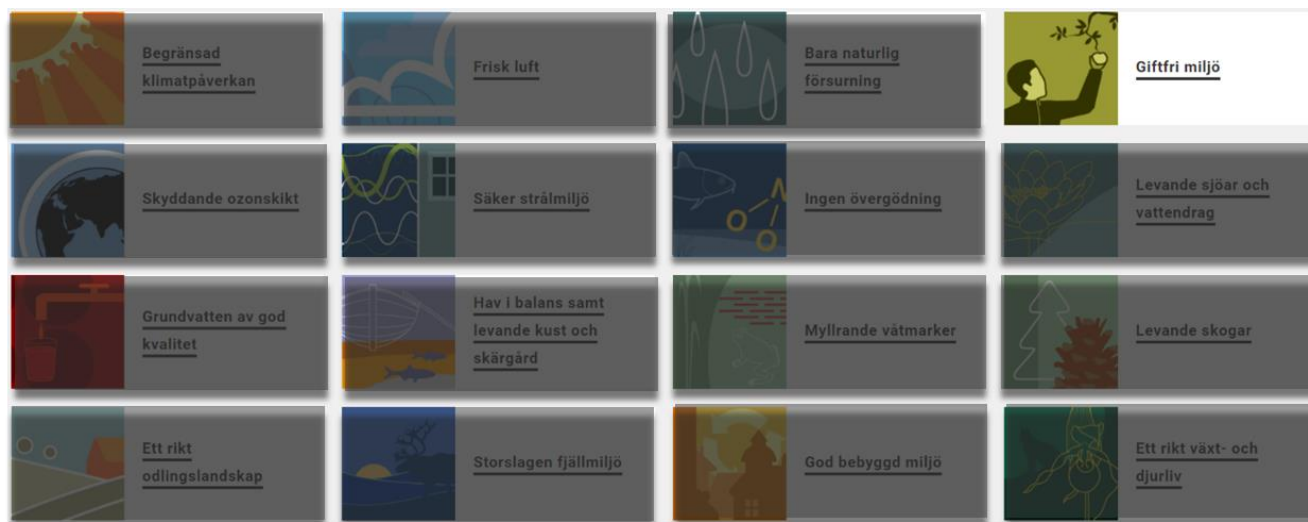 Begränsad
klimatpåverkan
Frisk luft
Bara naturlig
försurning
Giftfri miljö
Skyddande ozonskikt
Säker strålmiljö
Ingen övergödning
Levande sjöar och
vattendrag
Grundvatten av god
kvalitet
Hav i balans samt
levande kust och
skärgård
Myllrande våtmarker
Levande skogar
Ett rikt
odlingslandskap
Storslagen fjällmiljö
God bebyggd miljö
Ett rikt växt- och
djurliv